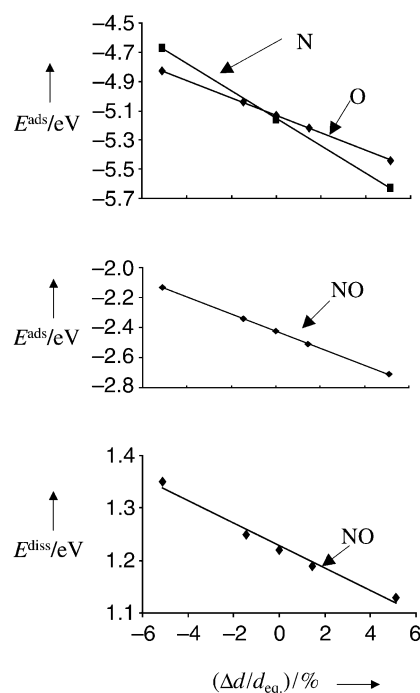 −4.5
−4.7
−4.9
−5.1
−5.3
−5.5
−5.7
E^ads/eV
N
O
−2.0
−2.2
−2.4
−2.6
−2.8
E^ads/eV
NO
1.4
1.3
1.2
1.1
E^diss/eV
NO
−6 −4 −2 0 2 4 6
(Δd/d_eq.)/%